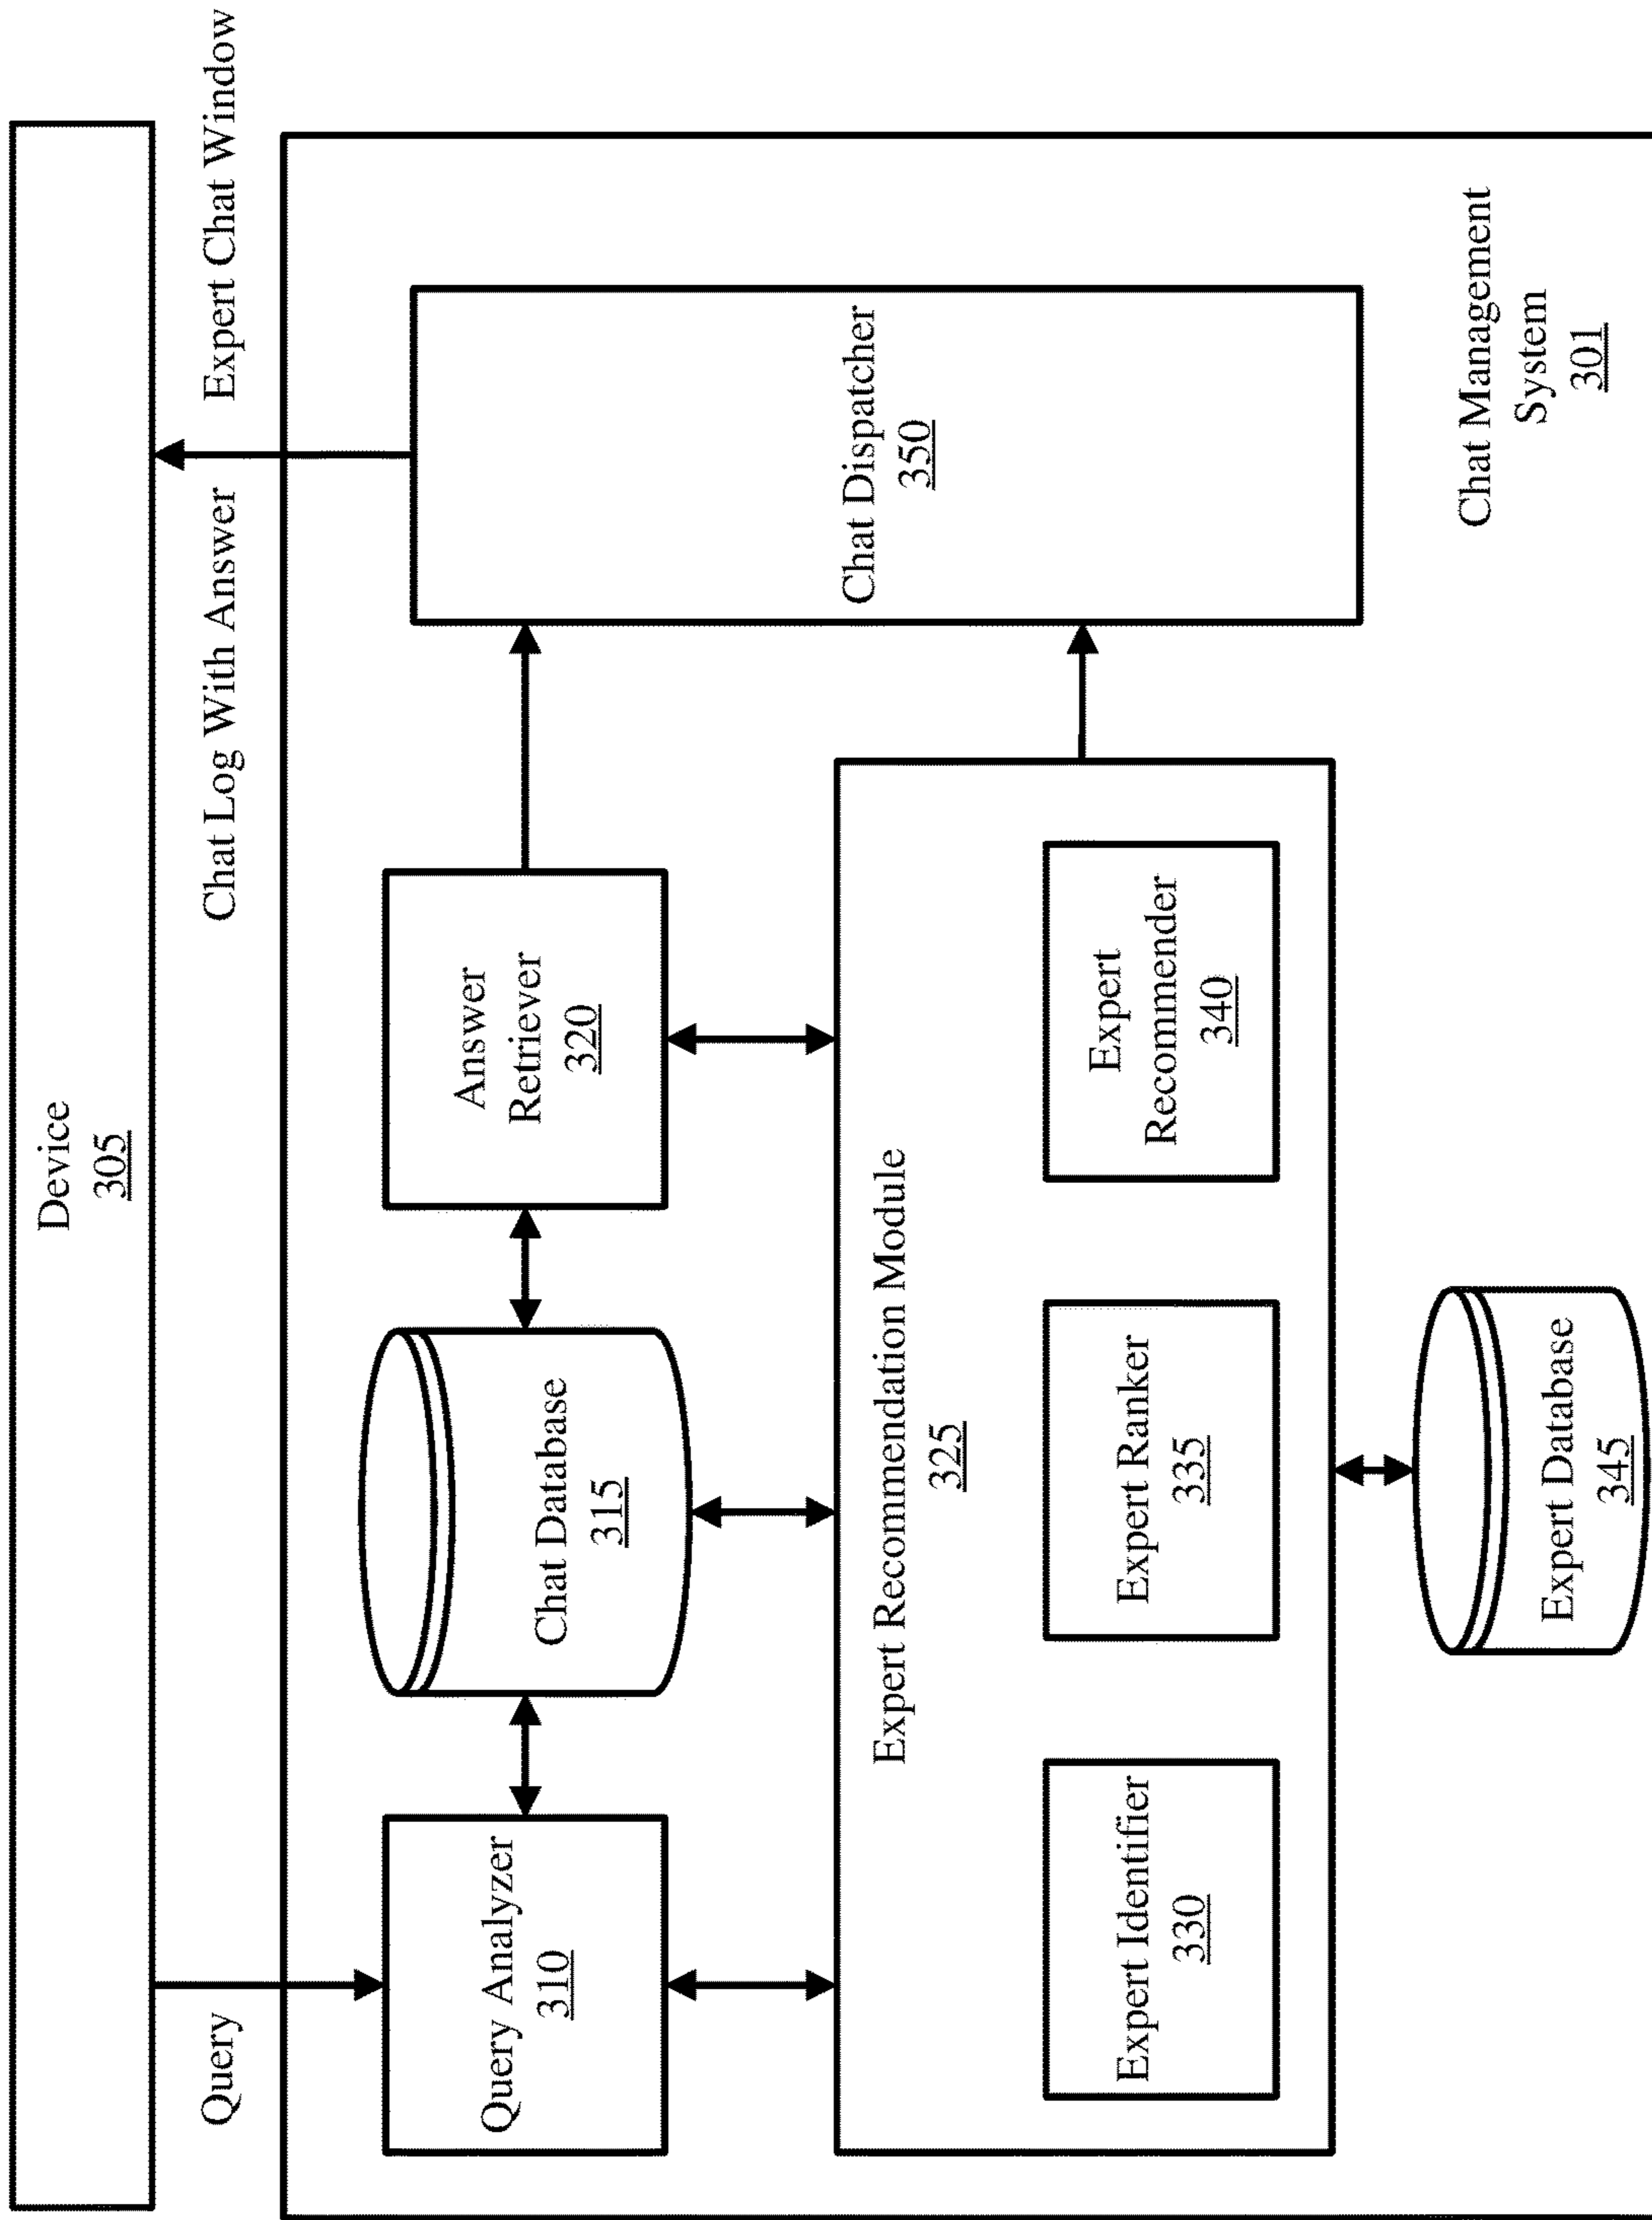 Device
305
Query
Chat Log With Answer
Expert Chat Window
Query Analyzer
310
Chat Database
315
Answer
Retriever
320
Expert Recommendation Module
325
Expert Identifier
330
Expert Ranker
335
Expert
Recommender
340
Chat Dispatcher
350
Expert Database
345
Chat Management
System
301